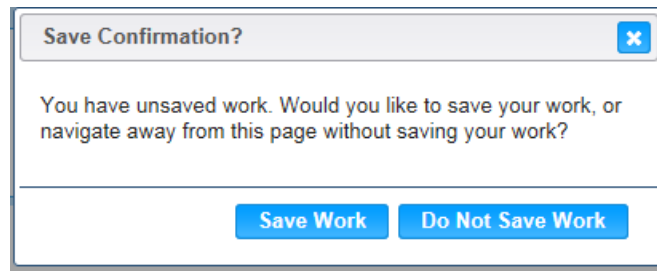 Save Confirmation?
You have unsaved work. Would you like to save your work, or
navigate away from this page without saving your work?
Save Work
Do Not Save Work